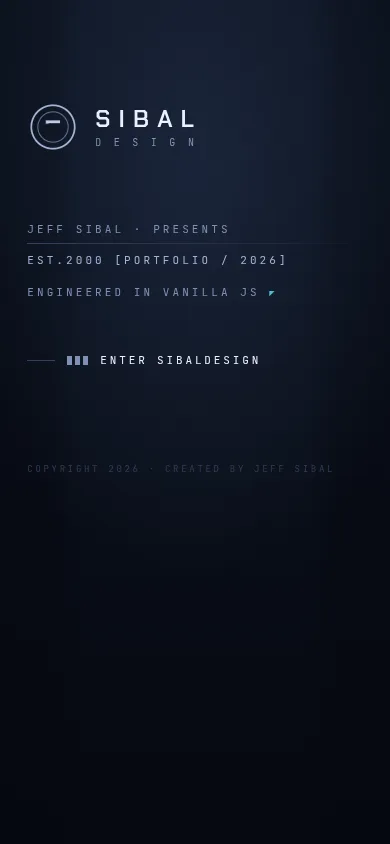 SIBAL
DESIGN
JEFF SIBAL · PRESENTS
EST.2000 [PORTFOLIO / 2026]
ENGINEERED IN VANILLA JS
ENTER SIBALDESIGN
COPYRIGHT 2026 · CREATED BY JEFF SIBAL